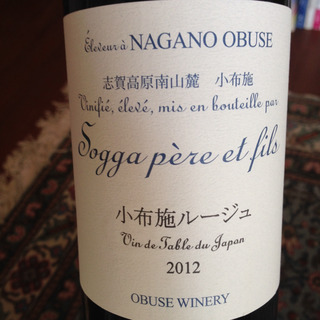 Éleveur à NAGANO OBUSE
志賀高原南山麓 小布施
Vinifié, élevé, mis en bouteille par
Sogga père et fils
小布施ルージュ
Vin de Table du Japon
2012
OBUSE WINERY